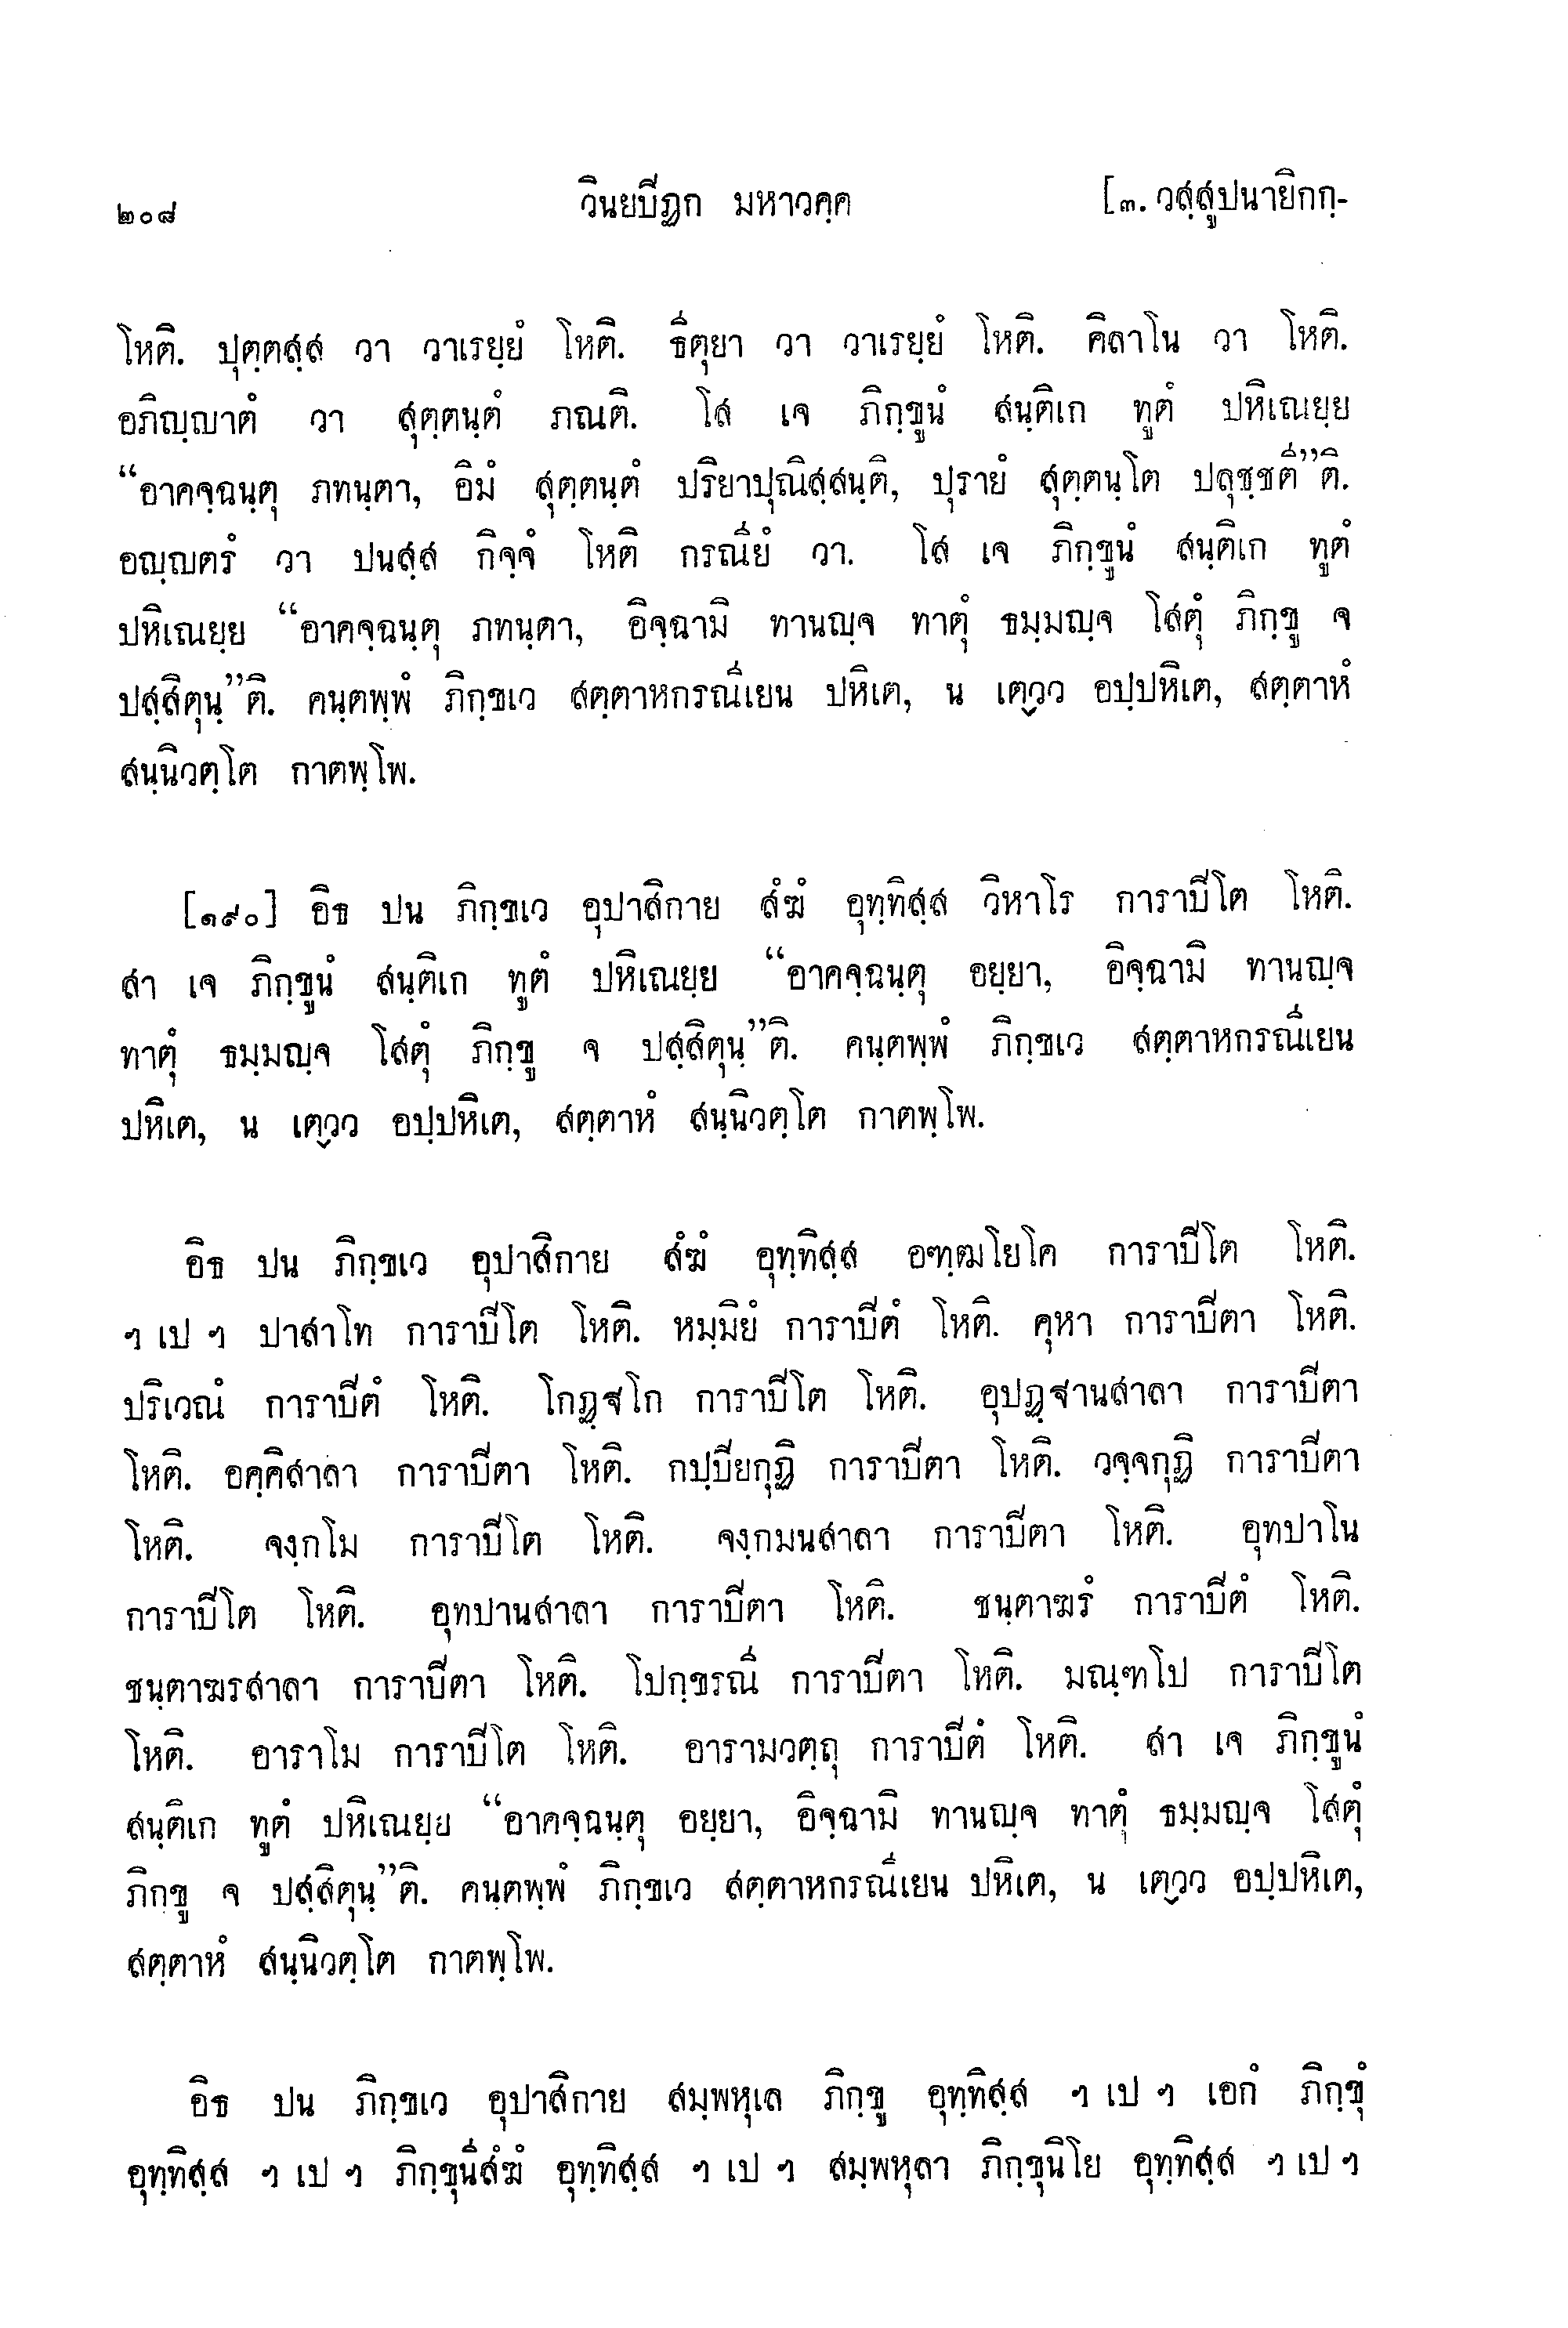 ๒๐๘ วินยปิฏก มหาวคฺค [๓. วสฺสูปนายิกกฺ-
โหติ. ปุตฺตสฺส วา วาเรยฺยํ โหติ. ธีตุยา วา วาเรยฺยํ โหติ. คิลาโน วา โหติ.
อภิญฺญาตํ วา สุตฺตนฺตํ ภณติ. โส เจ ภิกฺขูนํ สนฺติเก ทูตํ ปหิเณยฺย
“อาคจฺฉนฺตุ ภทนฺตา, อิมํ สุตฺตนฺตํ ปริยาปุณิสฺสนฺติ, ปุรายํ สุตฺตนฺโต ปลุชฺชตี”ติ.
อญฺญตรํ วา ปนสฺส กิจฺจํ โหติ กรณียํ วา. โส เจ ภิกฺขูนํ สนฺติเก ทูตํ
ปหิเณยฺย “อาคจฺฉนฺตุ ภทนฺตา, อิจฺฉามิ ทานญฺจ ทาตุํ ธมฺมญฺจ โสตุํ ภิกฺขู จ
ปสฺสิตุนฺ”ติ. คนฺตพฺพํ ภิกฺขเว สตฺตาหกรณีเยน ปหิเต, น เตฺวว อปฺปหิเต, สตฺตาหํ
สนฺนิวตฺโต กาตพฺโพ.
[๑๙๐] อิธ ปน ภิกฺขเว อุปาสิกาย สํฆํ อุทฺทิสฺส วิหาโร การาปิโต โหติ.
สา เจ ภิกฺขูนํ สนฺติเก ทูตํ ปหิเณยฺย “อาคจฺฉนฺตุ อยฺยา, อิจฺฉามิ ทานญฺจ
ทาตุํ ธมฺมญฺจ โสตุํ ภิกฺขู จ ปสฺสิตุนฺ”ติ. คนฺตพฺพํ ภิกฺขเว สตฺตาหกรณีเยน
ปหิเต, น เตฺวว อปฺปหิเต, สตฺตาหํ สนฺนิวตฺโต กาตพฺโพ.
อิธ ปน ภิกฺขเว อุปาสิกาย สํฆํ อุทฺทิสฺส อฑฺฒโยโค การาปิโต โหติ.
ฯ เป ฯ ปาสาโท การาปิโต โหติ. หมฺมิยํ การาปิตํ โหติ. คุหา การาปิตา โหติ.
ปริเวณํ การาปิตํ โหติ. โกฏฺฐโก การาปิโต โหติ. อุปฏฺฐานสาลา การาปิตา
โหติ. อคฺคิสาลา การาปิตา โหติ. กปฺปิยกุฏิ การาปิตา โหติ. วจฺจกุฏิ การาปิตา
โหติ. จงฺกโม การาปิโต โหติ. จงฺกมนสาลา การาปิตา โหติ. อุทปาโน
การาปิโต โหติ. อุทปานสาลา การาปิตา โหติ. ชนฺตาฆรํ การาปิตํ โหติ.
ชนฺตาฆรสาลา การาปิตา โหติ. โปกฺขรณี การาปิตา โหติ. มณฺฑโป การาปิโต
โหติ. อาราโม การาปิโต โหติ. อารามวตฺถุ การาปิตํ โหติ. สา เจ ภิกฺขูนํ
สนฺติเก ทูตํ ปหิเณยฺย “อาคจฺฉนฺตุ อยฺยา, อิจฺฉามิ ทานญฺจ ทาตุํ ธมฺมญฺจ โสตุํ
ภิกฺขู จ ปสฺสิตุนฺ”ติ. คนฺตพฺพํ ภิกฺขเว สตฺตาหกรณีเยน ปหิเต, น เตฺวว อปฺปหิเต,
สตฺตาหํ สนฺนิวตฺโต กาตพฺโพ.
อิธ ปน ภิกฺขเว อุปาสิกาย สมฺพหุเล ภิกฺขู อุทฺทิสฺส ฯ เป ฯ เอกํ ภิกฺขุํ
อุทฺทิสฺส ฯ เป ฯ ภิกฺขุนีสํฆํ อุทฺทิสฺส ฯ เป ฯ สมฺพหุลา ภิกฺขุนิโย อุทฺทิสฺส ฯ เป ฯ